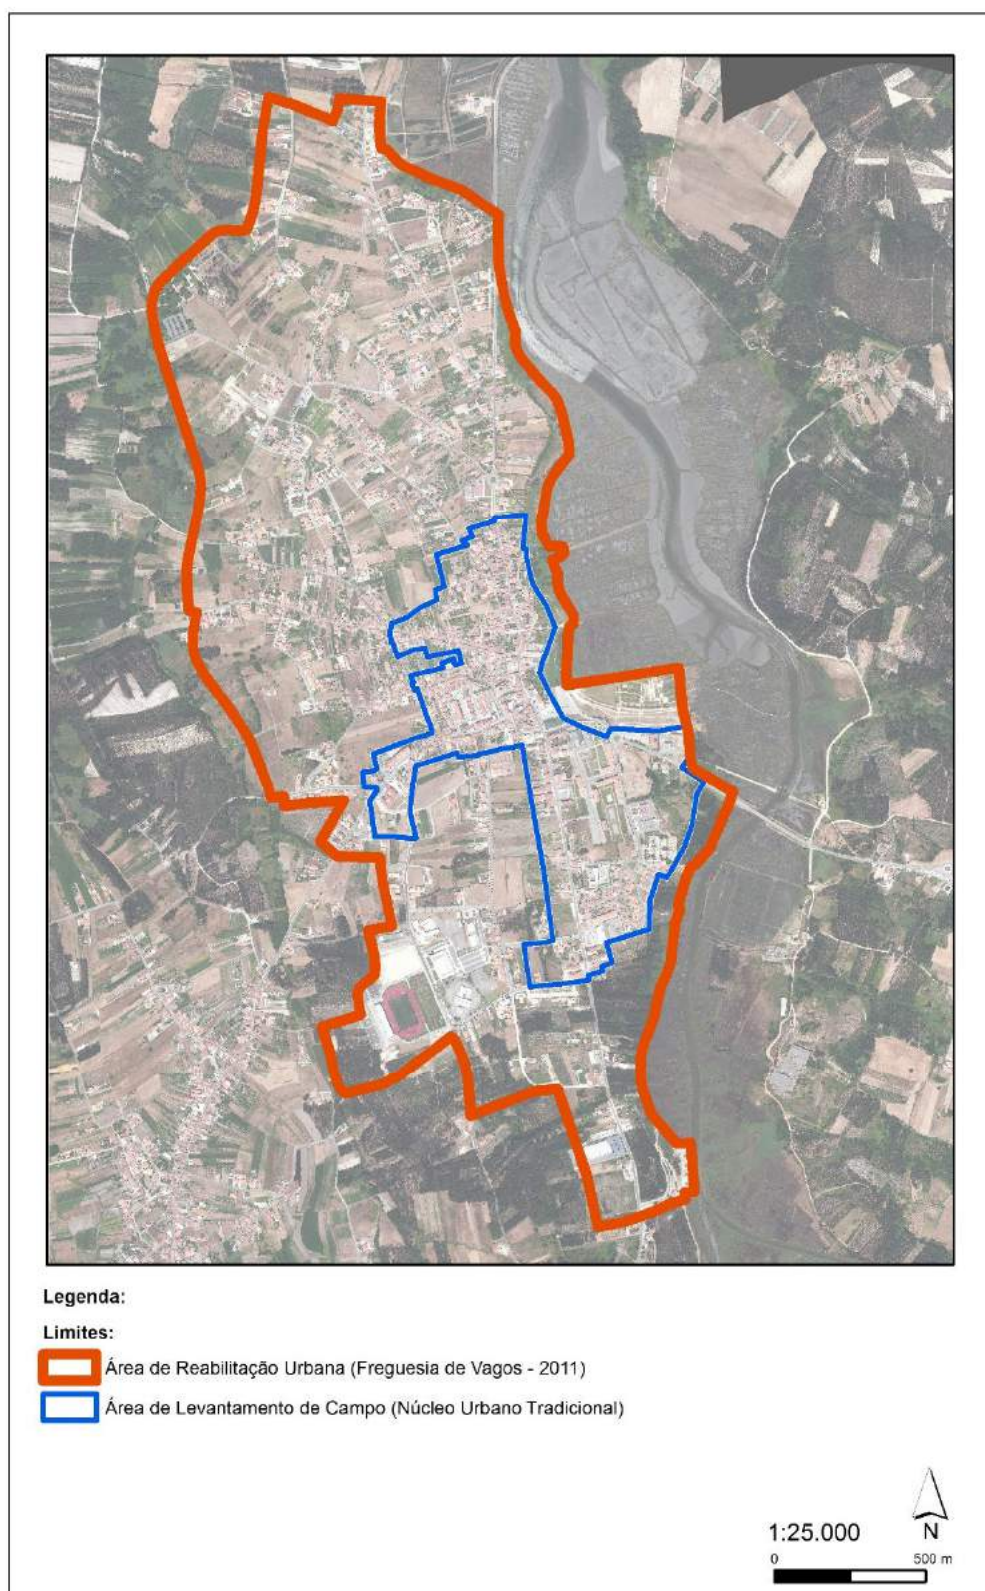 Legenda:
Limites:
Área de Reabilitação Urbana (Freguesia de Vagos - 2011)
Área de Levantamento de Campo (Núcleo Urbano Tradicional)
1:25.000
N
0 500 m